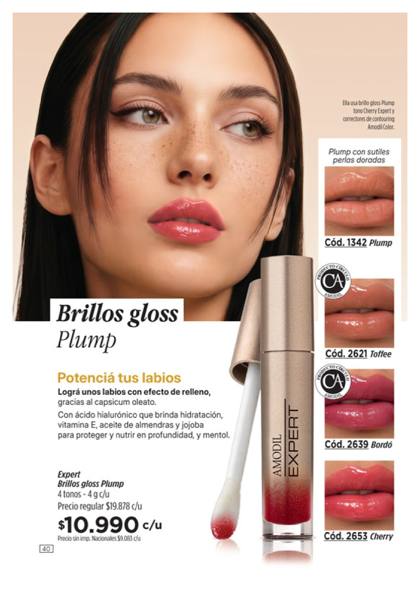 Ella usa brillo gloss Plump
tono Cherry Expert y
correctores de contouring
Amodil Color.
Plump con sutiles
perlas doradas
Cód. 1342 Plump
CA
Cód. 2621 Toffee
CA
Cód. 2639 Bordó
Cód. 2653 Cherry
Brillos gloss
Plump
Potenciá tus labios
Lográ unos labios con efecto de relleno,
gracias al capsicum oleato.
Con ácido hialurónico que brinda hidratación,
vitamina E, aceite de almendras y jojoba
para proteger y nutrir en profundidad, y mentol.
AMODIL
EXPERT
Expert
Brillos gloss Plump
4 tonos - 4 g c/u
Precio regular $19.878 c/u
$10.990 c/u
Precio sin imp. Nacionales $9.083 c/u
40